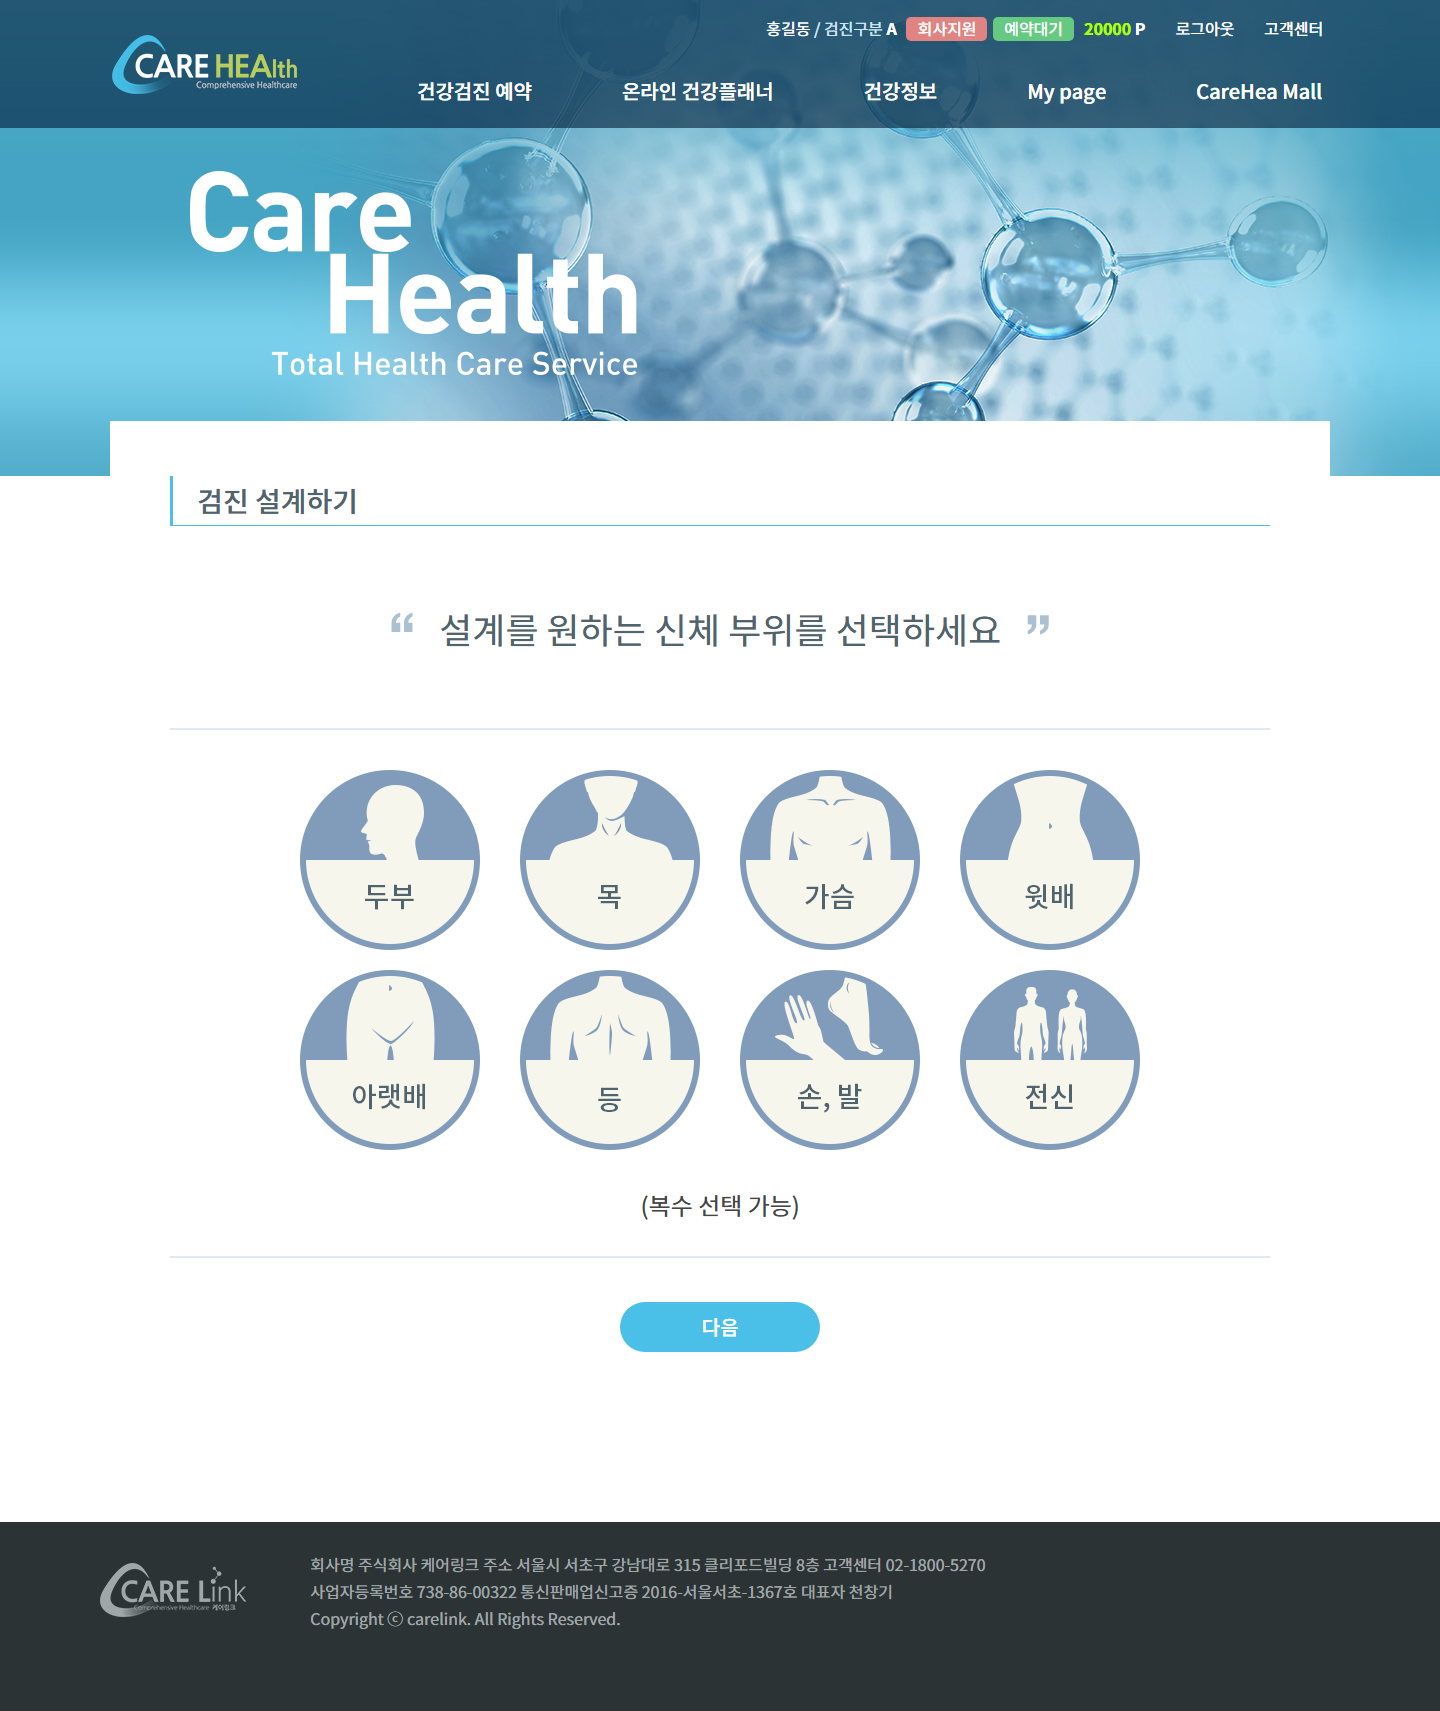 홍길동 / 검진구분 A 회사지원 예약대기 20000 P 로그아웃 고객센터
CARE HEAlth
Comprehensive Healthcare
건강검진 예약 온라인 건강플래너 건강정보 My page CareHea Mall
Care
Health
Total Health Care Service
검진 설계하기
“ 설계를 원하는 신체 부위를 선택하세요 ”
두부 목 가슴 윗배
아랫배 등 손, 발 전신
(복수 선택 가능)
다음
CARE Link
Comprehensive Healthcare 케어링크
회사명 주식회사 케어링크 주소 서울시 서초구 강남대로 315 클리포드빌딩 8층 고객센터 02-1800-5270
사업자등록번호 738-86-00322 통신판매업신고증 2016-서울서초-1367호 대표자 천창기
Copyright ⓒ carelink. All Rights Reserved.